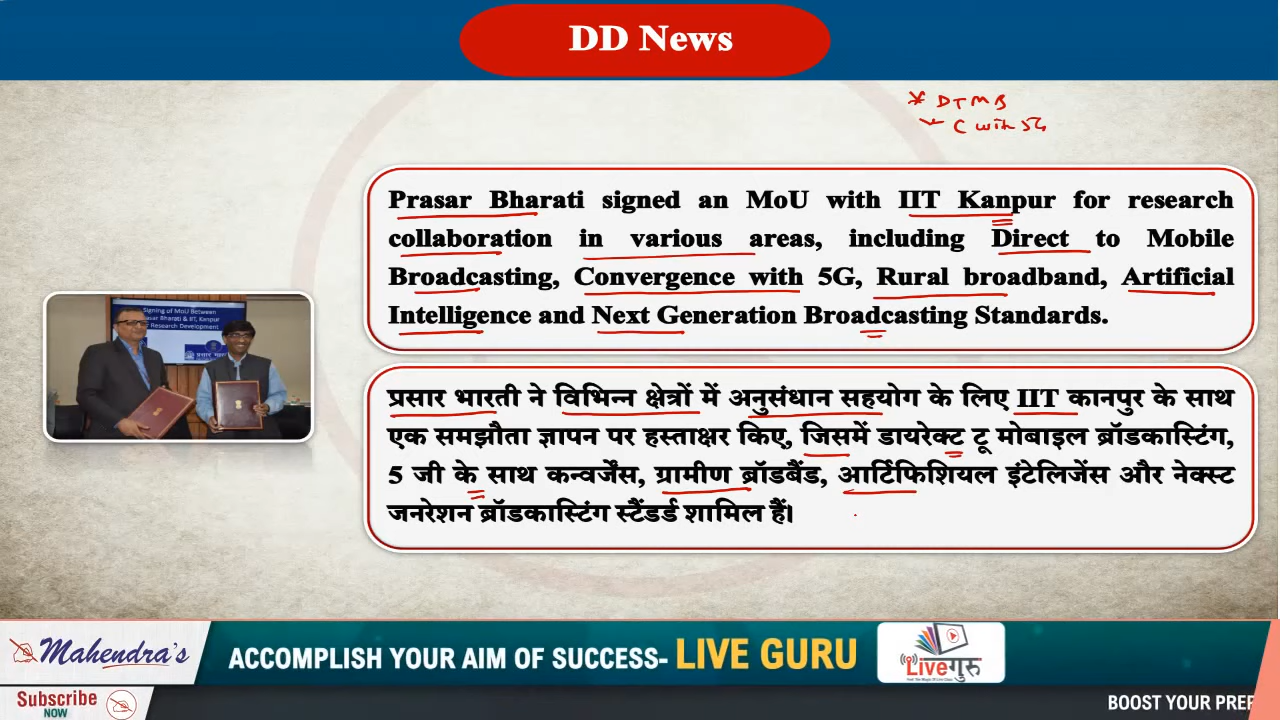 DD News
* DTMB
C with 5G
Prasar Bharati signed an MoU with IIT Kanpur for research
collaboration in various areas, including Direct to Mobile
Broadcasting, Convergence with 5G, Rural broadband, Artificial
Intelligence and Next Generation Broadcasting Standards.
Signing of MoU Between
Prasar Bharati & IIT, Kanpur
for Research Development
प्रसार भारती ने विभिन्न क्षेत्रों में अनुसंधान सहयोग के लिए IIT कानपुर के साथ
एक समझौता ज्ञापन पर हस्ताक्षर किए, जिसमें डायरेक्ट टू मोबाइल ब्रॉडकास्टिंग,
5 जी के साथ कन्वर्जेंस, ग्रामीण ब्रॉडबैंड, आर्टिफिशियल इंटेलिजेंस और नेक्स्ट
जनरेशन ब्रॉडकास्टिंग स्टैंडर्ड शामिल हैं।
Mahendra's
ACCOMPLISH YOUR AIM OF SUCCESS- LIVE GURU
Liveगुरु
Subscribe
NOW
BOOST YOUR PREP